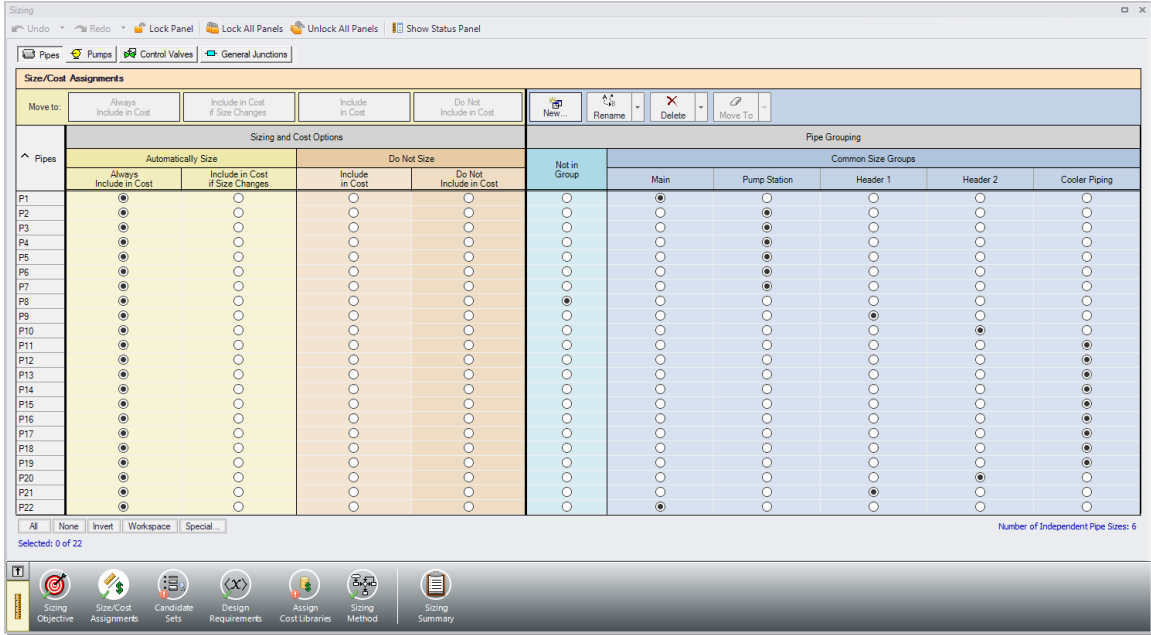 Sizing
Undo Redo Lock Panel Lock All Panels Unlock All Panels Show Status Panel
Pipes Pumps Control Valves General Junctions
Size/Cost Assignments
Move to: Always Include in Cost Include in Cost if Size Changes Include in Cost Do Not Include in Cost New... Rename Delete Move To
Sizing and Cost Options Pipe Grouping
Pipes Automatically Size Do Not Size Not in Group Common Size Groups
Always Include in Cost Include in Cost if Size Changes Include in Cost Do Not Include in Cost Main Pump Station Header 1 Header 2 Cooler Piping
P1
P2
P3
P4
P5
P6
P7
P8
P9
P10
P11
P12
P13
P14
P15
P16
P17
P18
P19
P20
P21
P22
All None Invert Workspace Special... Number of Independent Pipe Sizes: 6
Selected: 0 of 22
Sizing Objective Size/Cost Assignments Candidate Sets Design Requirements Assign Cost Libraries Sizing Method Sizing Summary